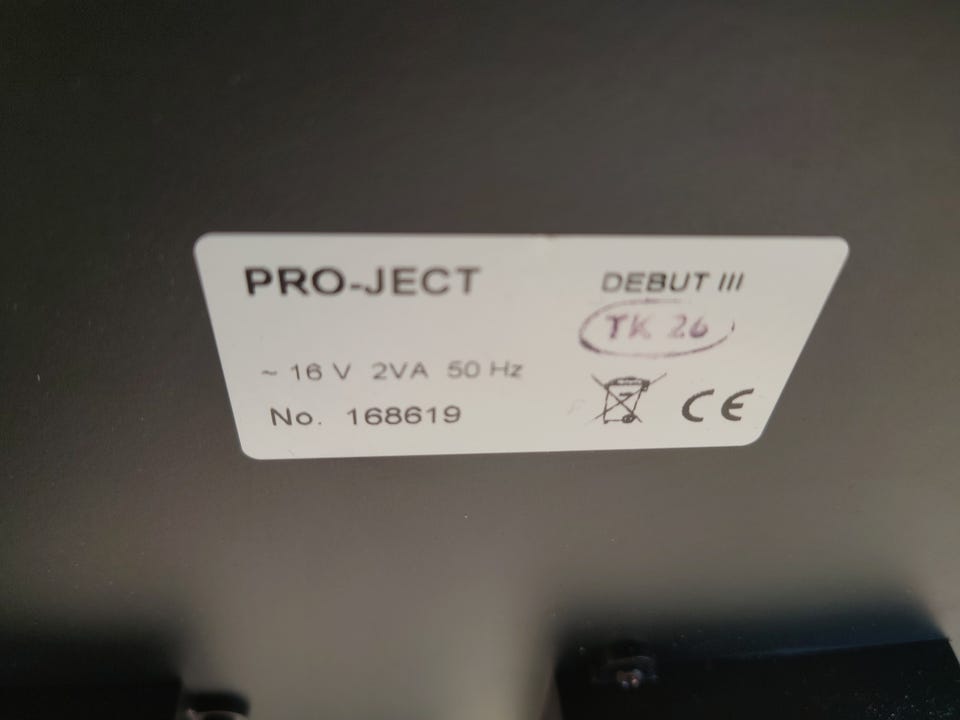 PRO-JECT
DEBUT III
TK 26
~ 16 V 2VA 50 Hz
No. 168619
CE